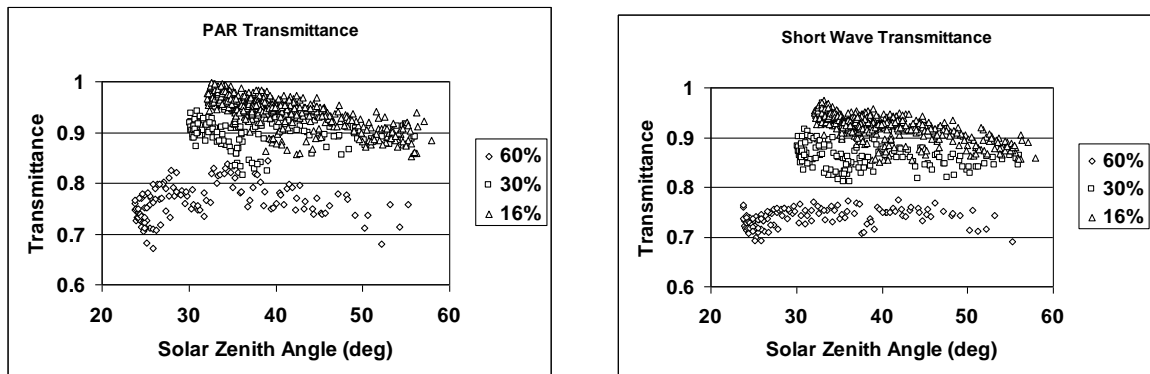 PAR Transmittance
1
0.9
0.8
0.7
0.6
Transmittance
20 30 40 50 60
Solar Zenith Angle (deg)
60%
30%
16%
Short Wave Transmittance
1
0.9
0.8
0.7
0.6
Transmittance
20 30 40 50 60
Solar Zenith Angle (deg)
60%
30%
16%